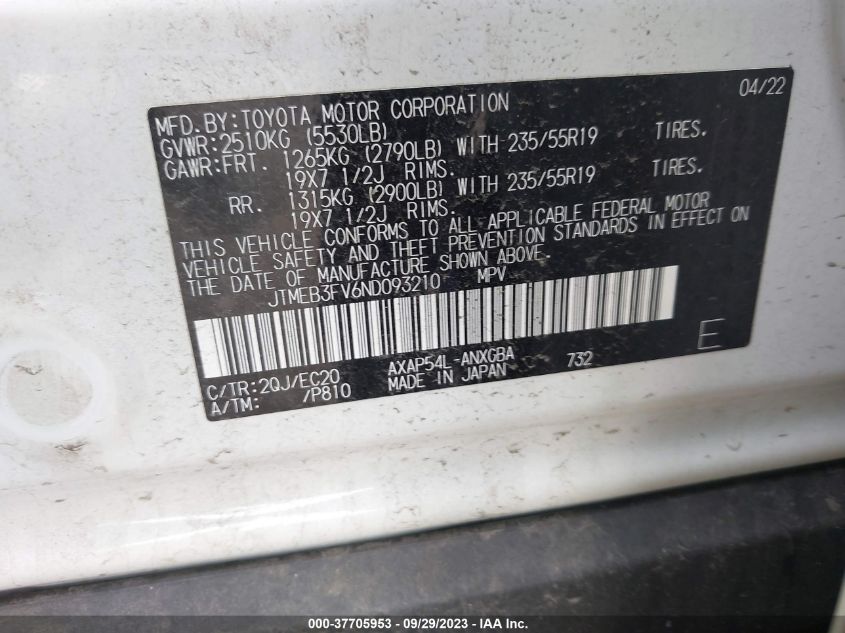 04/22
MFD.BY:TOYOTA MOTOR CORPORATION
GVWR:2510KG (5530LB)
GAWR:FRT. 1265KG (2790LB) WITH 235/55R19 TIRES.
19X7 1/2J RIMS.
RR. 1315KG (2900LB) WITH 235/55R19 TIRES.
19X7 1/2J RIMS.
THIS VEHICLE CONFORMS TO ALL APPLICABLE FEDERAL MOTOR
VEHICLE SAFETY AND THEFT PREVENTION STANDARDS IN EFFECT ON
THE DATE OF MANUFACTURE SHOWN ABOVE.
JTMEB3FV6ND093210 MPV
C/TR:2QJ/EC20 AXAP54L-ANXGBA 732 E
A/TM: /P810 MADE IN JAPAN
000-37705953 - 09/29/2023 - IAA Inc.